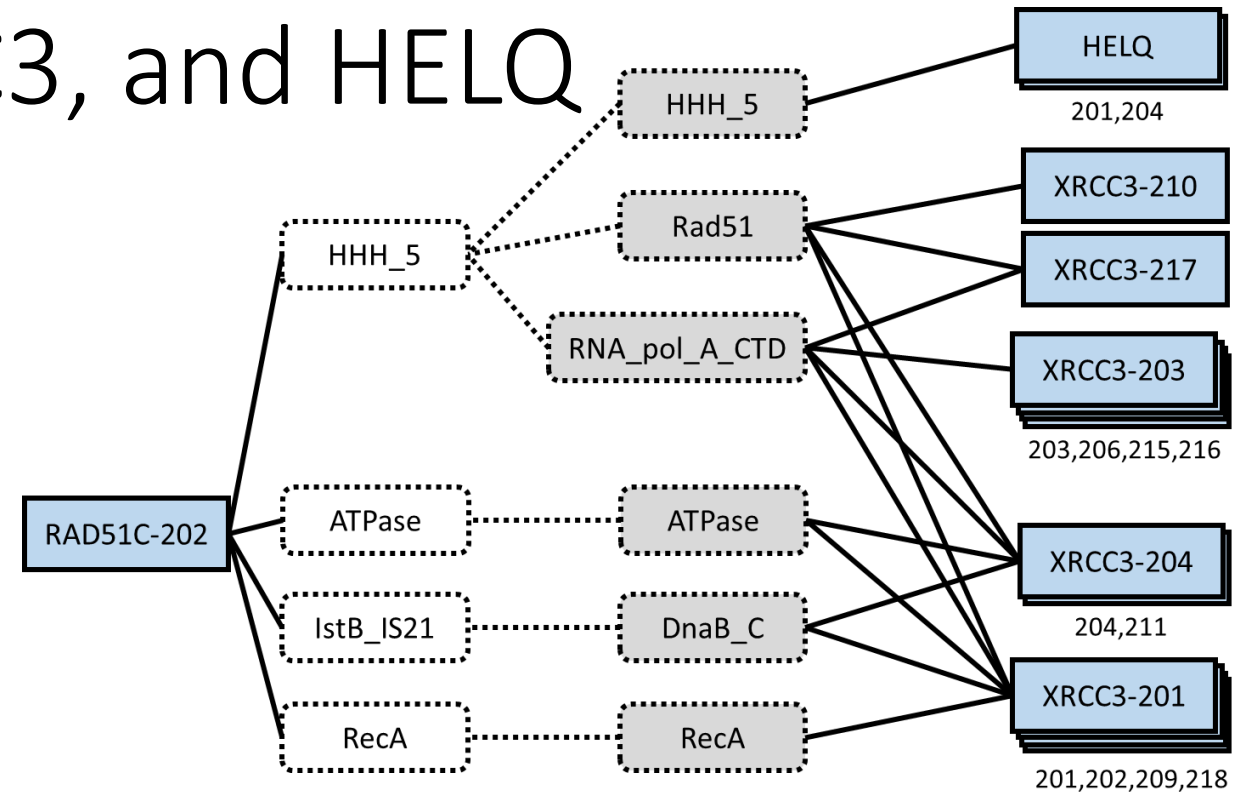 3, and HELQ
HHH_5
HELQ
201,204
XRCC3-210
Rad51
HHH_5
XRCC3-217
RNA_pol_A_CTD
XRCC3-203
203,206,215,216
RAD51C-202
ATPase
ATPase
XRCC3-204
204,211
IstB_IS21
DnaB_C
XRCC3-201
RecA
RecA
201,202,209,218